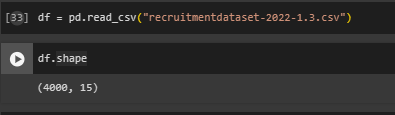 [33] df = pd.read_csv("recruitmentdataset-2022-1.3.csv")
df.shape
(4000, 15)